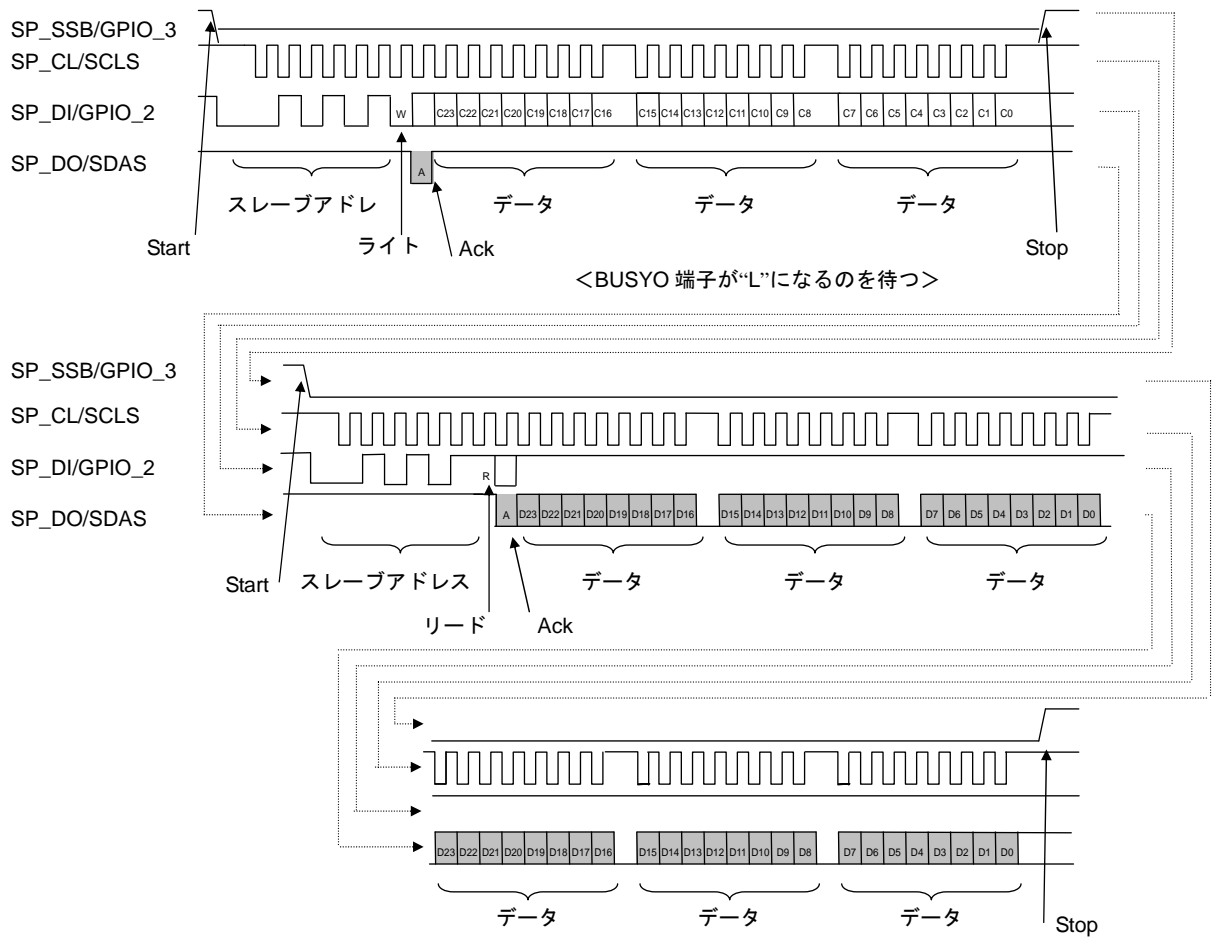 SP_SSB/GPIO_3
SP_CL/SCLS
SP_DI/GPIO_2
W C23 C22 C21 C20 C19 C18 C17 C16 C15 C14 C13 C12 C11 C10 C9 C8 C7 C6 C5 C4 C3 C2 C1 C0
SP_DO/SDAS
A
スレーブアドレ データ データ データ
Start ライト Ack Stop
＜BUSYO 端子が“L”になるのを待つ＞
SP_SSB/GPIO_3
SP_CL/SCLS
SP_DI/GPIO_2
R
SP_DO/SDAS
A D23 D22 D21 D20 D19 D18 D17 D16 D15 D14 D13 D12 D11 D10 D9 D8 D7 D6 D5 D4 D3 D2 D1 D0
Start スレーブアドレス データ データ データ
リード Ack
D23 D22 D21 D20 D19 D18 D17 D16 D15 D14 D13 D12 D11 D10 D9 D8 D7 D6 D5 D4 D3 D2 D1 D0
データ データ データ Stop